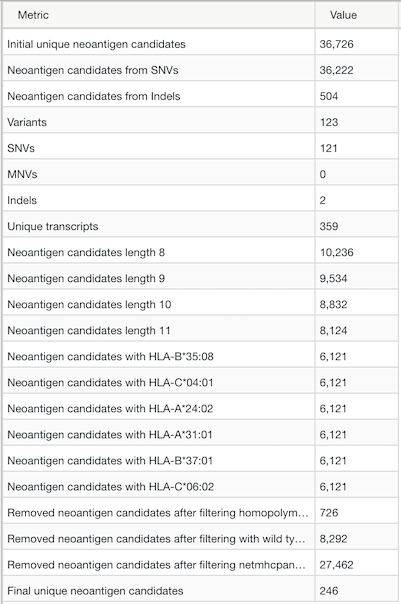 Metric Value
Initial unique neoantigen candidates 36,726
Neoantigen candidates from SNVs 36,222
Neoantigen candidates from Indels 504
Variants 123
SNVs 121
MNVs 0
Indels 2
Unique transcripts 359
Neoantigen candidates length 8 10,236
Neoantigen candidates length 9 9,534
Neoantigen candidates length 10 8,832
Neoantigen candidates length 11 8,124
Neoantigen candidates with HLA-B*35:08 6,121
Neoantigen candidates with HLA-C*04:01 6,121
Neoantigen candidates with HLA-A*24:02 6,121
Neoantigen candidates with HLA-A*31:01 6,121
Neoantigen candidates with HLA-B*37:01 6,121
Neoantigen candidates with HLA-C*06:02 6,121
Removed neoantigen candidates after filtering homopolym... 726
Removed neoantigen candidates after filtering with wild ty... 8,292
Removed neoantigen candidates after filtering netmhcpan... 27,462
Final unique neoantigen candidates 246